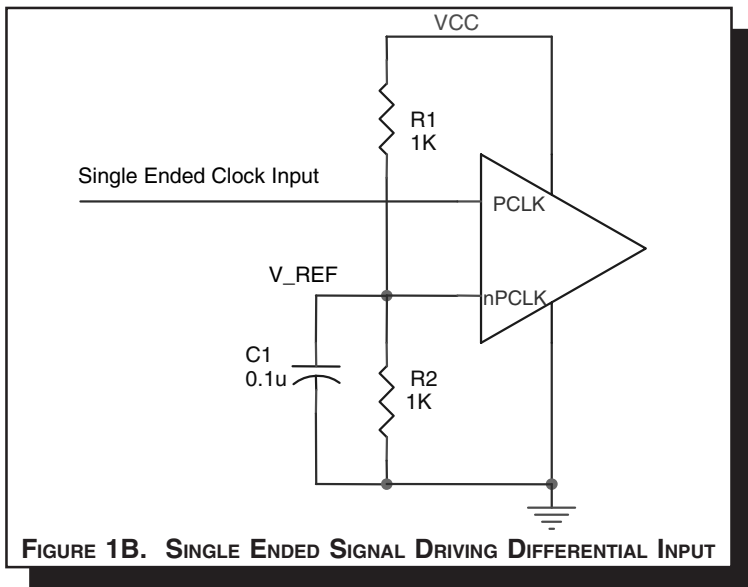 VCC
R1
1K
Single Ended Clock Input
PCLK
V_REF
nPCLK
C1
0.1u
R2
1K
FIGURE 1B. SINGLE ENDED SIGNAL DRIVING DIFFERENTIAL INPUT